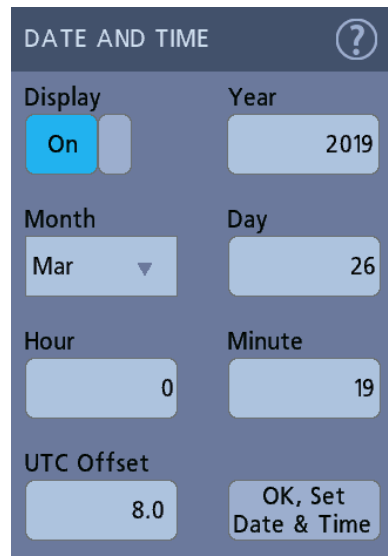 DATE AND TIME ?
Display Year
On 2019
Month Day
Mar 26
Hour Minute
0 19
UTC Offset
8.0
OK, Set
Date & Time